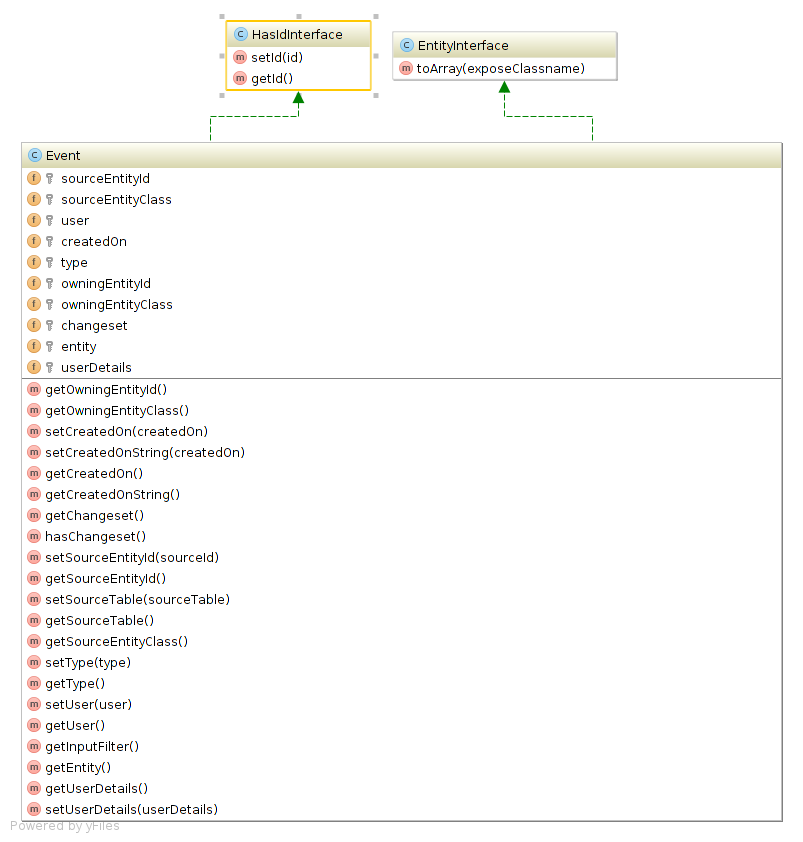 C HasIdInterface
m setId(id)
m getId()
C EntityInterface
m toArray(exposeClassname)
C Event
f sourceEntityId
f sourceEntityClass
f user
f createdOn
f type
f owningEntityId
f owningEntityClass
f changeset
f entity
f userDetails
m getOwningEntityId()
m getOwningEntityClass()
m setCreatedOn(createdOn)
m setCreatedOnString(createdOn)
m getCreatedOn()
m getCreatedOnString()
m getChangeset()
m hasChangeset()
m setSourceEntityId(sourceId)
m getSourceEntityId()
m setSourceTable(sourceTable)
m getSourceTable()
m getSourceEntityClass()
m setType(type)
m getType()
m setUser(user)
m getUser()
m getInputFilter()
m getEntity()
m getUserDetails()
m setUserDetails(userDetails)
Powered by yFiles